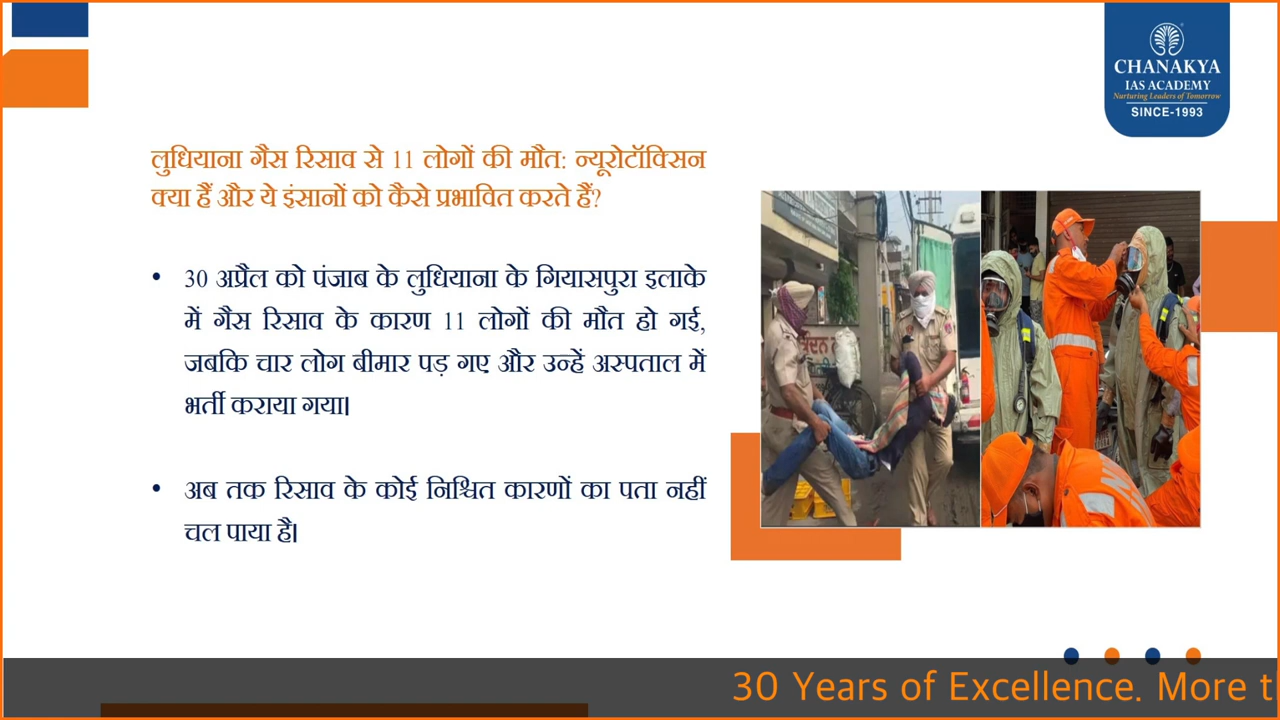 CHANAKYA
IAS ACADEMY
Nurturing Leaders of Tomorrow
SINCE-1993
लुधियाना गैस रिसाव से 11 लोगों की मौत: न्यूरोटॉक्सिन
क्या हैं और ये इंसानों को कैसे प्रभावित करते हैं?
• 30 अप्रैल को पंजाब के लुधियाना के गियासपुरा इलाके
में गैस रिसाव के कारण 11 लोगों की मौत हो गई,
जबकि चार लोग बीमार पड़ गए और उन्हें अस्पताल में
भर्ती कराया गया।
• अब तक रिसाव के कोई निश्चित कारणों का पता नहीं
चल पाया है।
30 Years of Excellence. More t